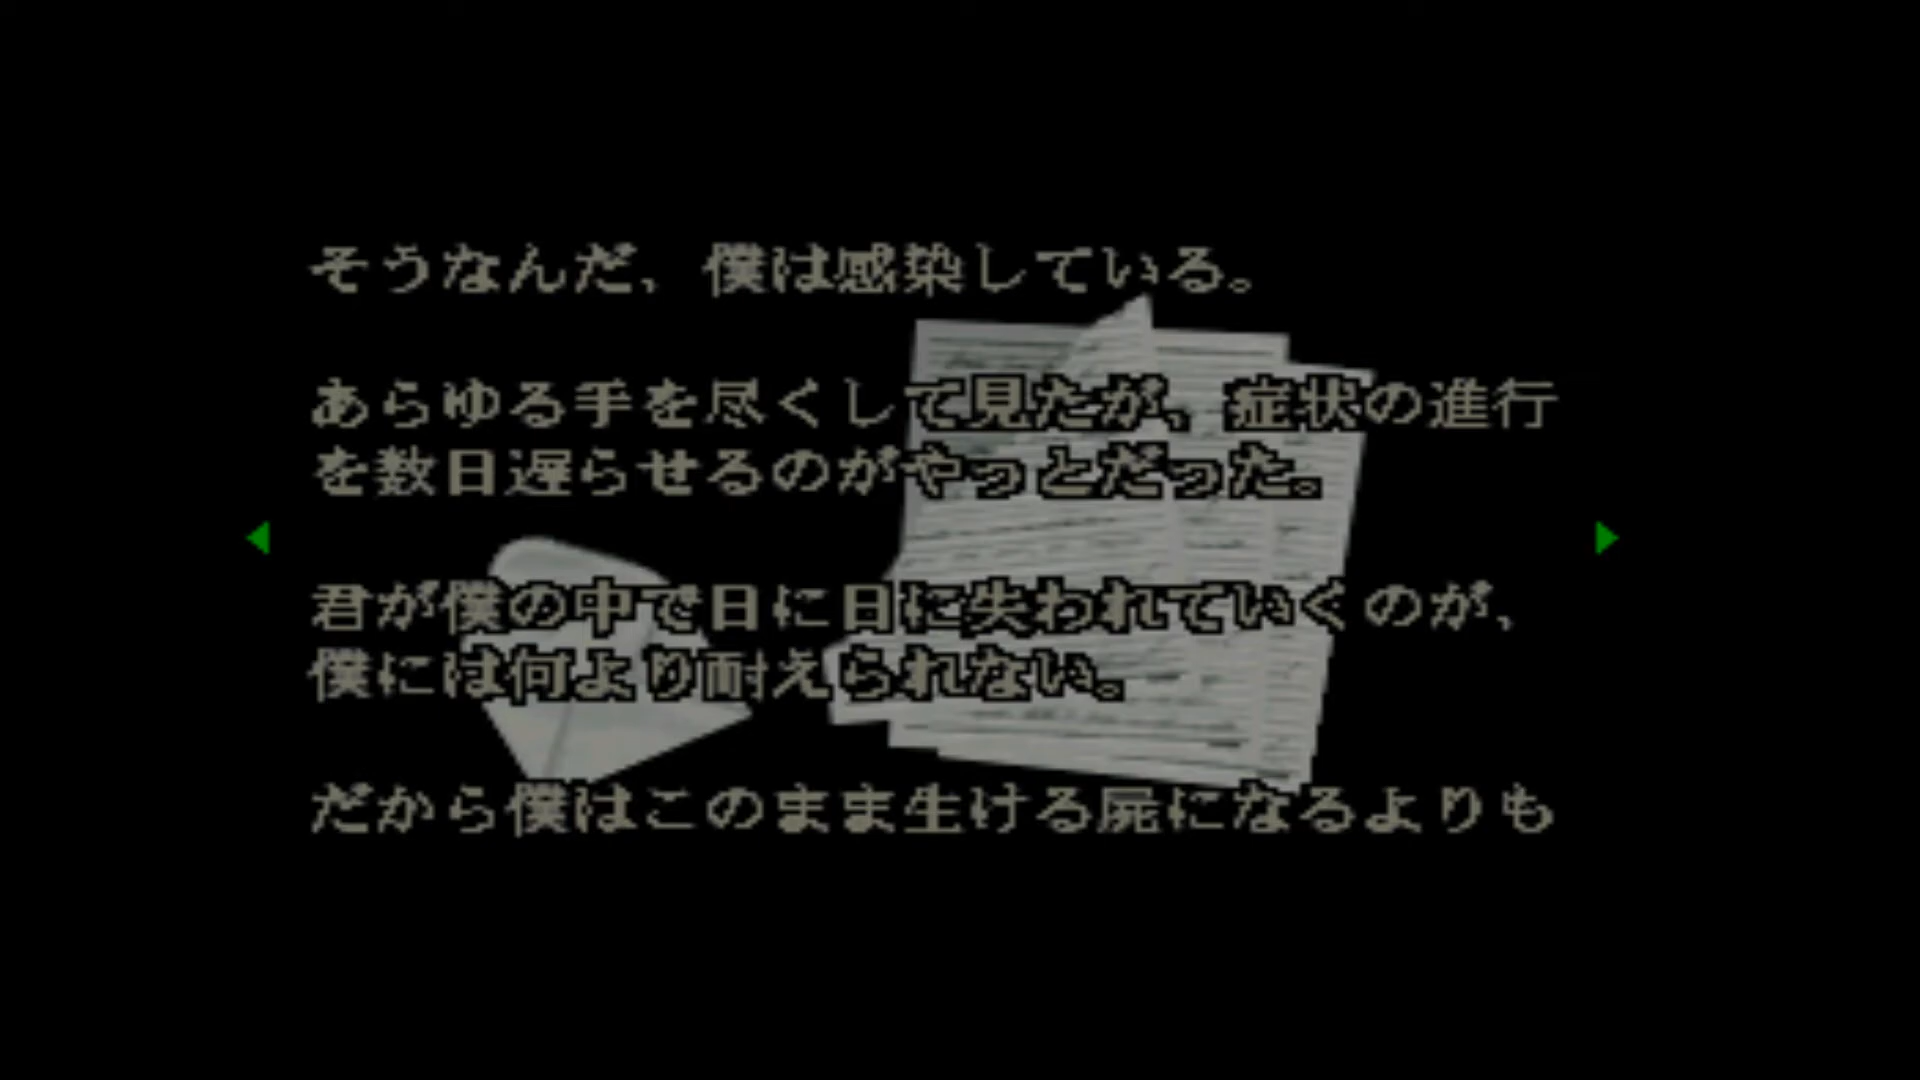 そうなんだ、僕は感染している。
あらゆる手を尽くして見たが、症状の進行
を数日遅らせるのがやっとだった。
君が僕の中で日に日に失われていくのが、
僕には何より耐えられない。
だから僕はこのまま生ける屍になるよりも